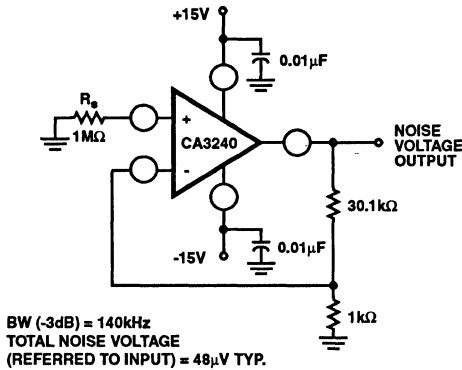 +15V
0.01µF
Rs
1MΩ
+
CA3240
-
NOISE
VOLTAGE
OUTPUT
30.1kΩ
-15V
0.01µF
1kΩ
BW (-3dB) = 140kHz
TOTAL NOISE VOLTAGE
(REFERRED TO INPUT) = 48µV TYP.